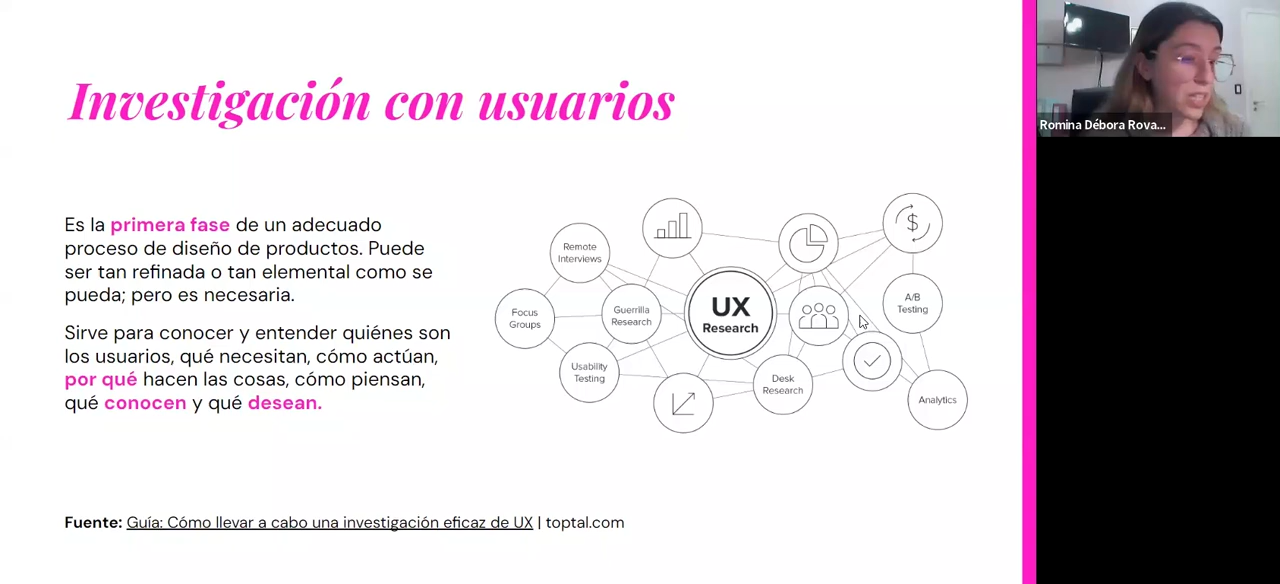 Investigación con usuarios
Es la primera fase de un adecuado
proceso de diseño de productos. Puede
ser tan refinada o tan elemental como se
pueda; pero es necesaria.
Sirve para conocer y entender quiénes son
los usuarios, qué necesitan, cómo actúan,
por qué hacen las cosas, cómo piensan,
qué conocen y qué desean.
Remote
Interviews
Focus
Groups
Guerrilla
Research
Usability
Testing
UX
Research
$
A/B
Testing
Desk
Research
Analytics
Fuente: Guía: Cómo llevar a cabo una investigación eficaz de UX | toptal.com
Romina Débora Rova...